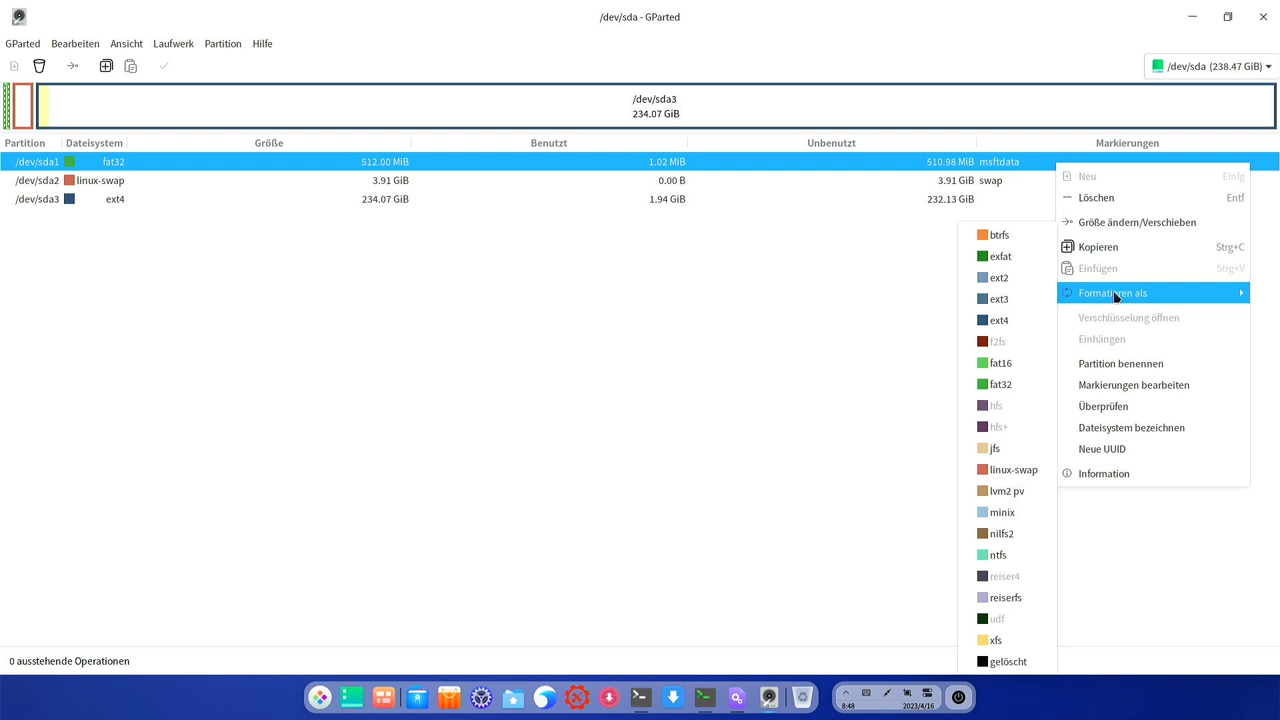 /dev/sda - GParted
GParted Bearbeiten Ansicht Laufwerk Partition Hilfe
/dev/sda (238.47 GiB)
/dev/sda3
234.07 GiB
Partition Dateisystem Größe Benutzt Unbenutzt Markierungen
/dev/sda1 fat32 512.00 MiB 1.02 MiB 510.98 MiB msftdata
/dev/sda2 linux-swap 3.91 GiB 0.00 B 3.91 GiB swap
/dev/sda3 ext4 234.07 GiB 1.94 GiB 232.13 GiB
Neu Einfg
Löschen Entf
Größe ändern/Verschieben
Kopieren Strg+C
Einfügen Strg+V
Formatieren als
Verschlüsselung öffnen
Einhängen
Partition benennen
Markierungen bearbeiten
Überprüfen
Dateisystem bezeichnen
Neue UUID
Information
btrfs
exfat
ext2
ext3
ext4
f2fs
fat16
fat32
hfs
hfs+
jfs
linux-swap
lvm2 pv
minix
nilfs2
ntfs
reiser4
reiserfs
udf
xfs
gelöscht
0 ausstehende Operationen
8:48 2023/4/16